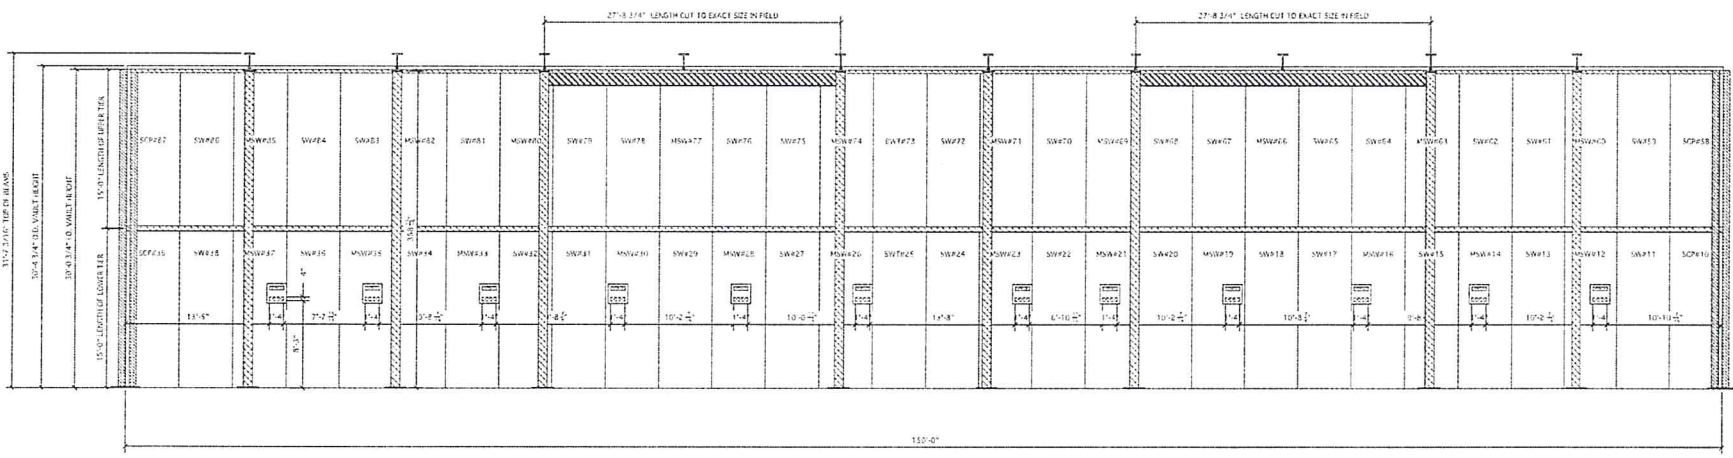 27'-8 3/4" LENGTH CUT TO EXACT SIZE IN FIELD
27'-8 3/4" LENGTH CUT TO EXACT SIZE IN FIELD
31'-7 3/16" TOP OF BEAMS
30'-4 3/4" O.D. VAULT HEIGHT
30'-0 3/4" I.D. VAULT HEIGHT
15'-0" LENGTH OF UPPER TIER
15'-0" LENGTH OF LOWER TIER
SCP#87 SW#86 MSW#85 SW#84 SW#83 MSW#82 SW#81 MSW#80 SW#79 SW#78 MSW#77 SW#76 SW#75 MSW#74 SW#72 MSW#71 SW#70 MSW#69 SW#68 SW#67 MSW#66 SW#65 SW#64 MSW#63 SW#62 SW#61 MSW#60 SW#59 SCP#58
SW#38 MSW#37 SW#36 MSW#35 SW#34 MSW#33 SW#32 SW#31 MSW#30 SW#29 MSW#28 SW#27 MSW#26 SWT#25 SW#24 MSW#23 SW#22 MSW#21 SW#20 MSW#19 SW#18 SW#17 MSW#16 SW#15 MSW#14 SW#13 MSW#12 SW#11 SCP#10
4"
13'-5" 1'-4" 1'-4" 1'-4" 1'-4" 1'-4" 1'-4" 13'-8" 1'-4" 1'-4" 1'-4" 1'-4" 1'-4" 1'-4"
8'-3"
150'-0"